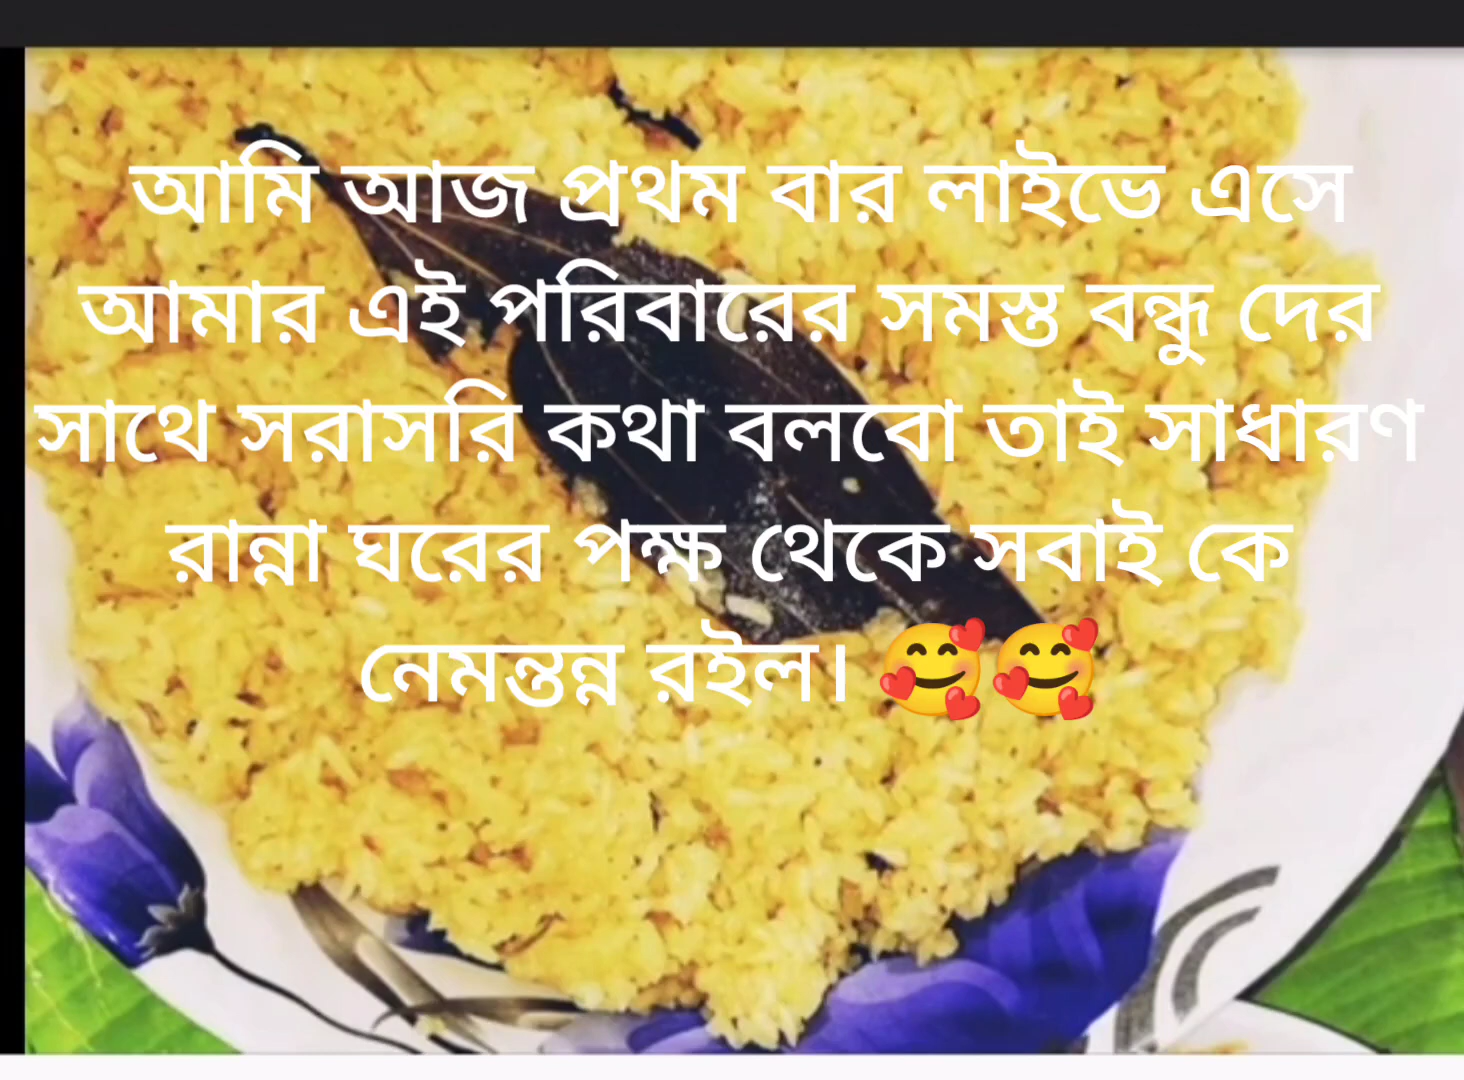 আমি আজ প্রথম বার লাইভে এসে
আমার এই পরিবারের সমস্ত বন্ধু দের
সাথে সরাসরি কথা বলবো তাই সাধারণ
রান্না ঘরের পক্ষ থেকে সবাই কে
নেমন্তন্ন রইল। 🥰🥰